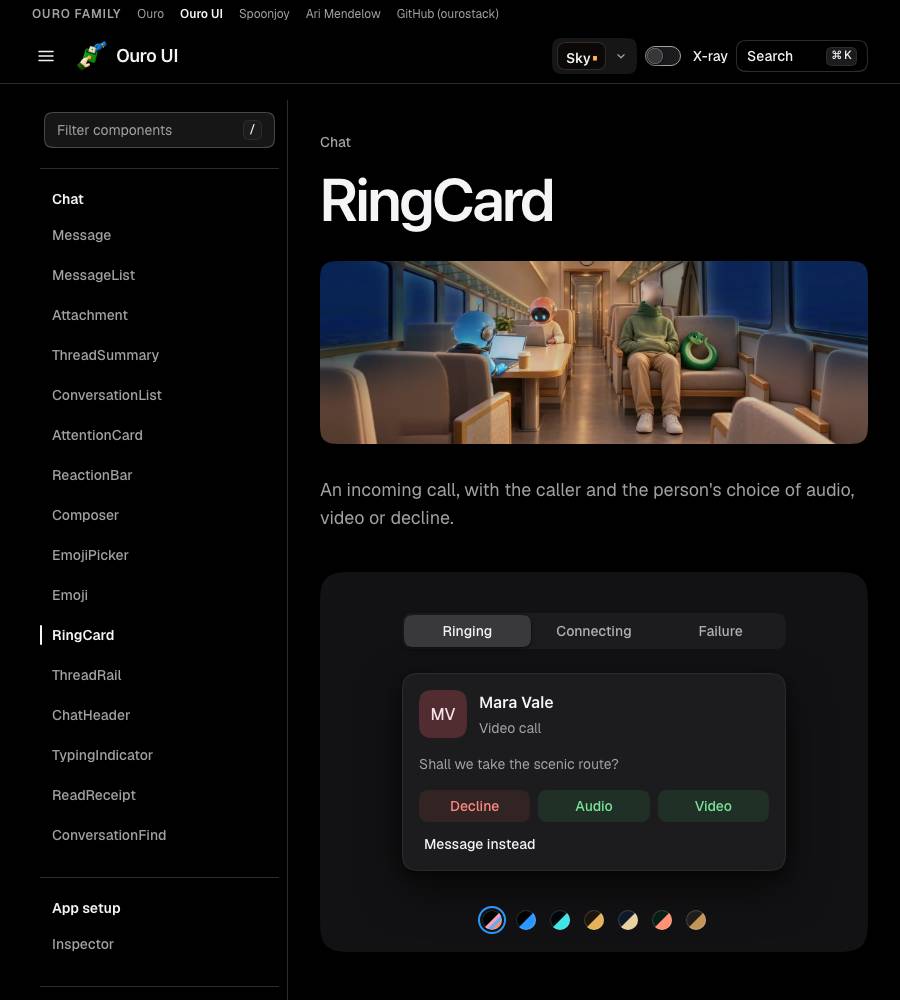 OURO FAMILY Ouro Ouro UI Spoonjoy Ari Mendelow GitHub (ourostack)
Ouro UI Sky X-ray Search ⌘K
Filter components /
Chat
Message
MessageList
Attachment
ThreadSummary
ConversationList
AttentionCard
ReactionBar
Composer
EmojiPicker
Emoji
RingCard
ThreadRail
ChatHeader
TypingIndicator
ReadReceipt
ConversationFind
App setup
Inspector
Chat
RingCard
An incoming call, with the caller and the person's choice of audio,
video or decline.
Ringing Connecting Failure
MV Mara Vale
Video call
Shall we take the scenic route?
Decline Audio Video
Message instead